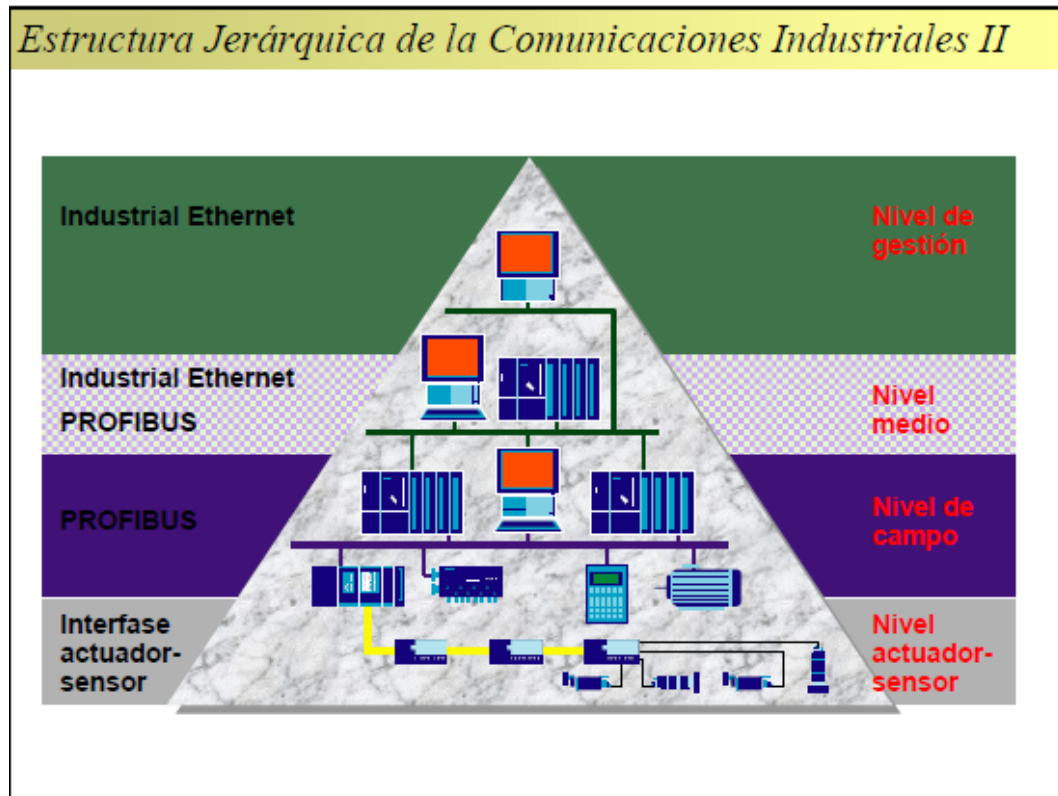 Estructura Jerárquica de la Comunicaciones Industriales II
Industrial Ethernet
Nivel de
gestión
Industrial Ethernet
PROFIBUS
Nivel
medio
PROFIBUS
Nivel de
campo
Interfase
actuador-
sensor
Nivel
actuador-
sensor